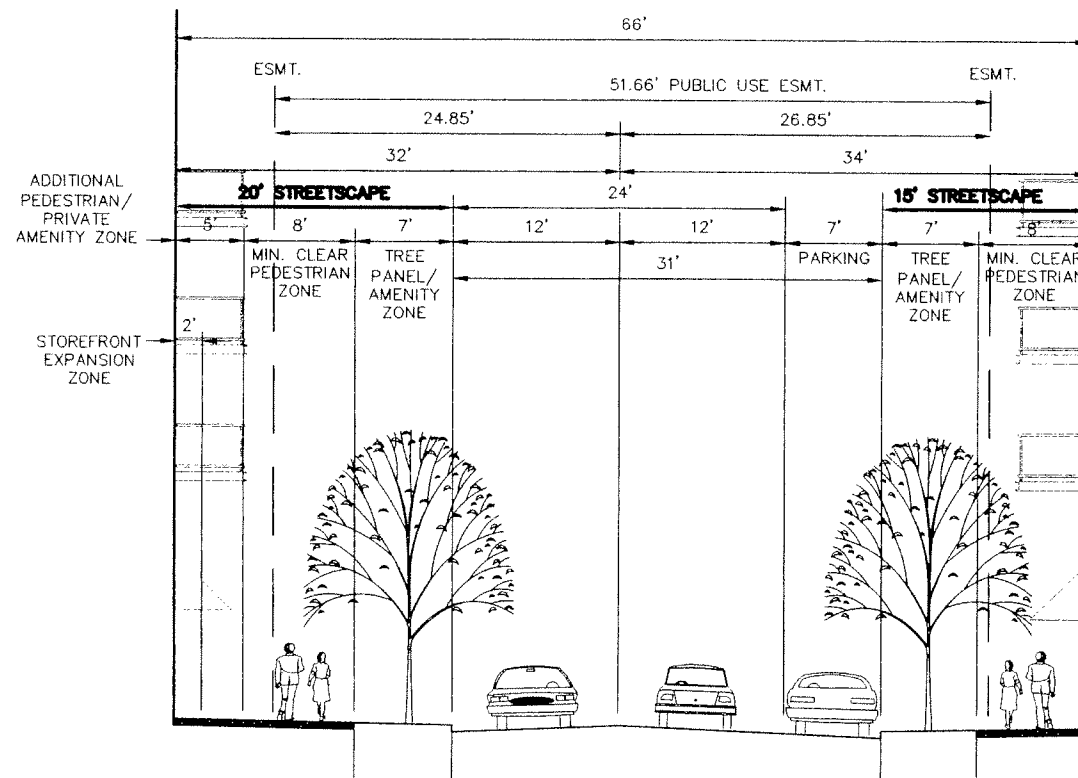 66'
ESMT.
ESMT.
51.66' PUBLIC USE ESMT.
24.85'
26.85'
32'
34'
ADDITIONAL
PEDESTRIAN/
PRIVATE
AMENITY ZONE
20' STREETSCAPE
24'
15' STREETSCAPE
5'
8'
7'
12'
12'
7'
7'
8'
MIN. CLEAR
PEDESTRIAN
ZONE
TREE
PANEL/
AMENITY
ZONE
31'
PARKING
TREE
PANEL/
AMENITY
ZONE
MIN. CLEAR
PEDESTRIAN
ZONE
2'
STOREFRONT
EXPANSION
ZONE